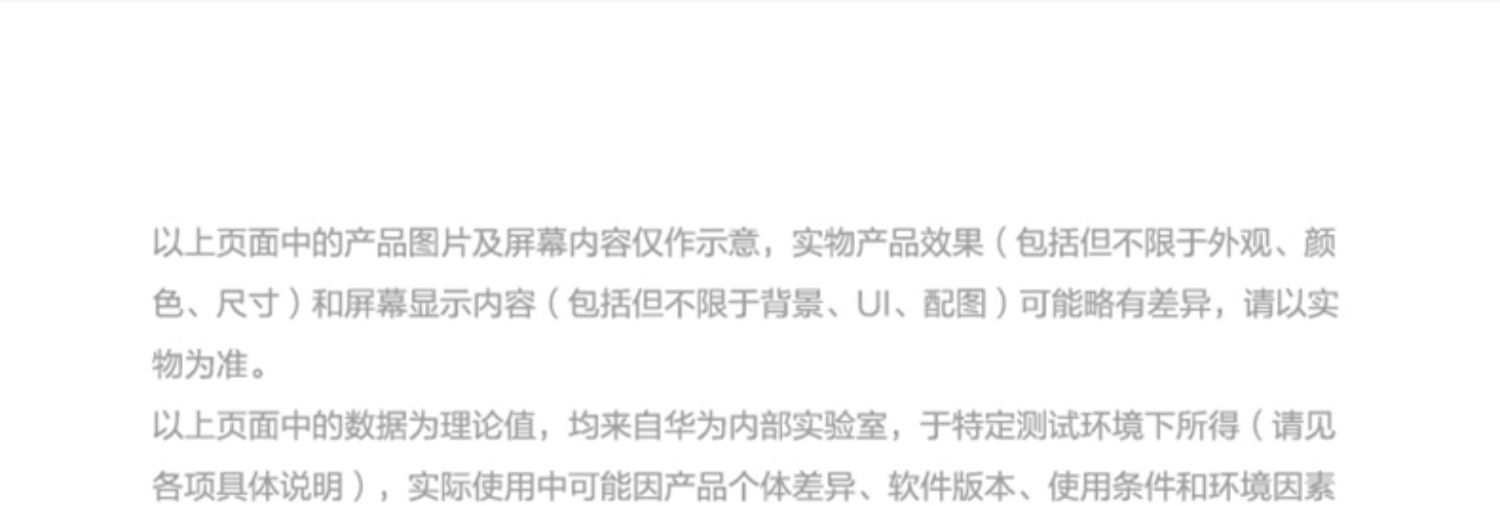 以上页面中的产品图片及屏幕内容仅作示意，实物产品效果（包括但不限于外观、颜
色、尺寸）和屏幕显示内容（包括但不限于背景、UI、配图）可能略有差异，请以实
物为准。
以上页面中的数据为理论值，均来自华为内部实验室，于特定测试环境下所得（请见
各项具体说明），实际使用中可能因产品个体差异、软件版本、使用条件和环境因素